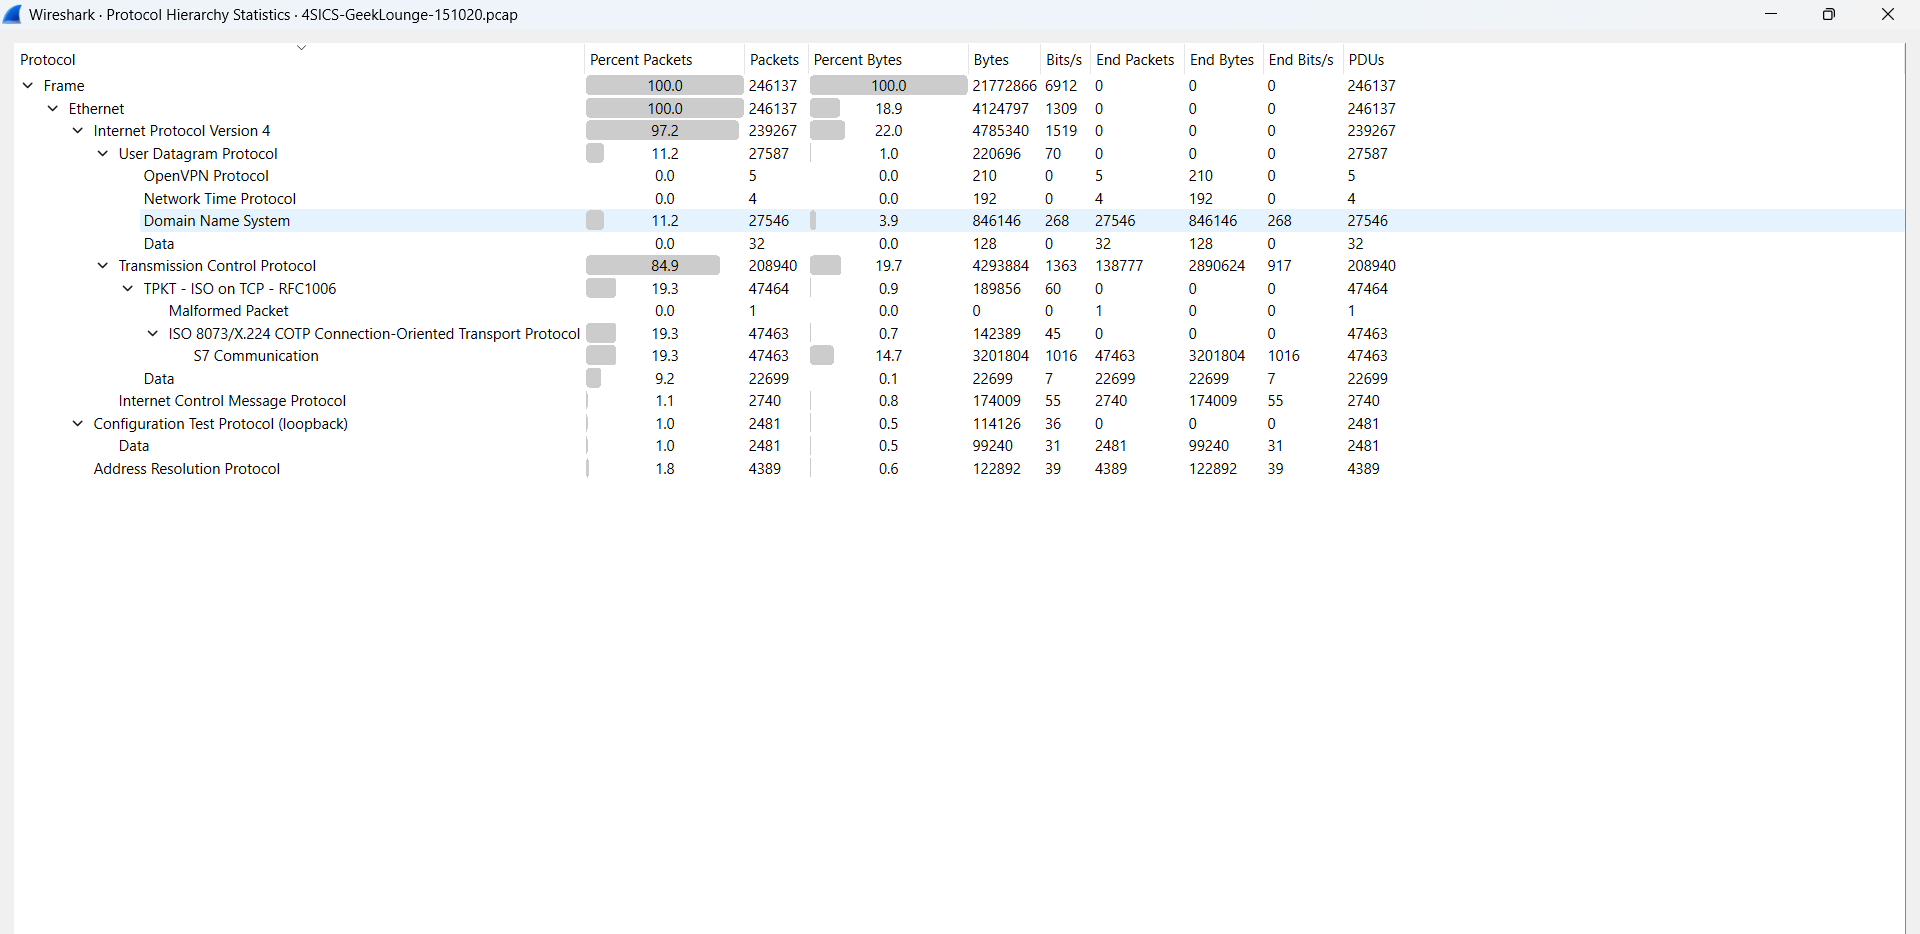 Wireshark · Protocol Hierarchy Statistics · 4SICS-GeekLounge-151020.pcap
Protocol Percent Packets Packets Percent Bytes Bytes Bits/s End Packets End Bytes End Bits/s PDUs
Frame 100.0 246137 100.0 21772866 6912 0 0 0 246137
Ethernet 100.0 246137 18.9 4124797 1309 0 0 0 246137
Internet Protocol Version 4 97.2 239267 22.0 4785340 1519 0 0 0 239267
User Datagram Protocol 11.2 27587 1.0 220696 70 0 0 0 27587
OpenVPN Protocol 0.0 5 0.0 210 0 5 210 0 5
Network Time Protocol 0.0 4 0.0 192 0 4 192 0 4
Domain Name System 11.2 27546 3.9 846146 268 27546 846146 268 27546
Data 0.0 32 0.0 128 0 32 128 0 32
Transmission Control Protocol 84.9 208940 19.7 4293884 1363 138777 2890624 917 208940
TPKT - ISO on TCP - RFC1006 19.3 47464 0.9 189856 60 0 0 0 47464
Malformed Packet 0.0 1 0.0 0 0 1 0 0 1
ISO 8073/X.224 COTP Connection-Oriented Transport Protocol 19.3 47463 0.7 142389 45 0 0 0 47463
S7 Communication 19.3 47463 14.7 3201804 1016 47463 3201804 1016 47463
Data 9.2 22699 0.1 22699 7 22699 22699 7 22699
Internet Control Message Protocol 1.1 2740 0.8 174009 55 2740 174009 55 2740
Configuration Test Protocol (loopback) 1.0 2481 0.5 114126 36 0 0 0 2481
Data 1.0 2481 0.5 99240 31 2481 99240 31 2481
Address Resolution Protocol 1.8 4389 0.6 122892 39 4389 122892 39 4389